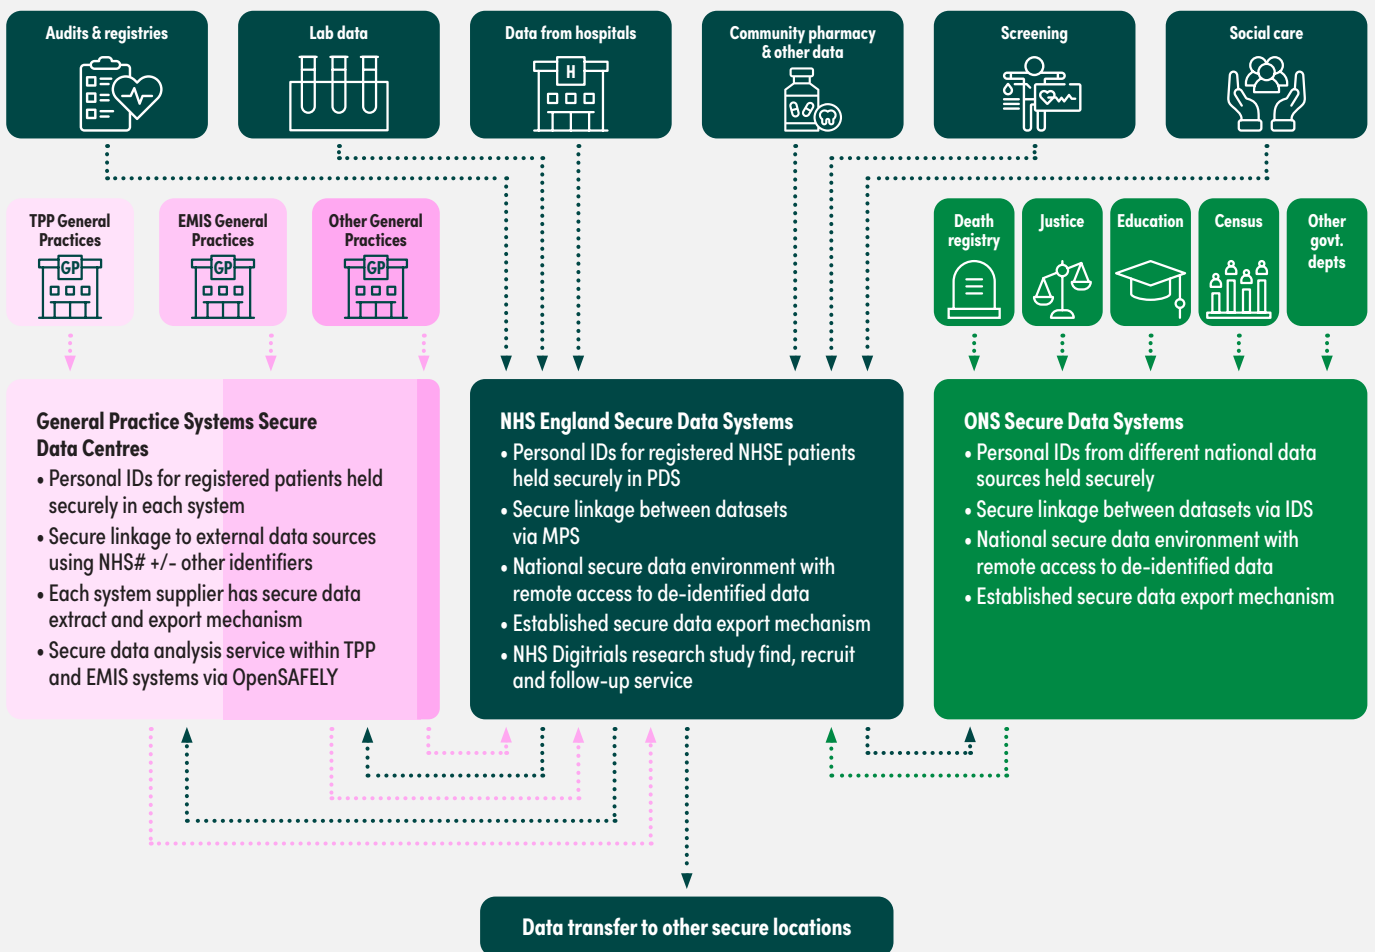 Audits & registries
Lab data
Data from hospitals
H
Community pharmacy
& other data
Screening
Social care
TPP General
Practices
GP
EMIS General
Practices
GP
Other General
Practices
GP
Death
registry
Justice
Education
Census
Other
govt.
depts
General Practice Systems Secure
Data Centres
• Personal IDs for registered patients held
securely in each system
• Secure linkage to external data sources
using NHS# +/- other identifiers
• Each system supplier has secure data
extract and export mechanism
• Secure data analysis service within TPP
and EMIS systems via OpenSAFELY
NHS England Secure Data Systems
• Personal IDs for registered NHSE patients
held securely in PDS
• Secure linkage between datasets
via MPS
• National secure data environment with
remote access to de-identified data
• Established secure data export mechanism
• NHS Digitrials research study find, recruit
and follow-up service
ONS Secure Data Systems
• Personal IDs from different national data
sources held securely
• Secure linkage between datasets via IDS
• National secure data environment with
remote access to de-identified data
• Established secure data export mechanism
Data transfer to other secure locations